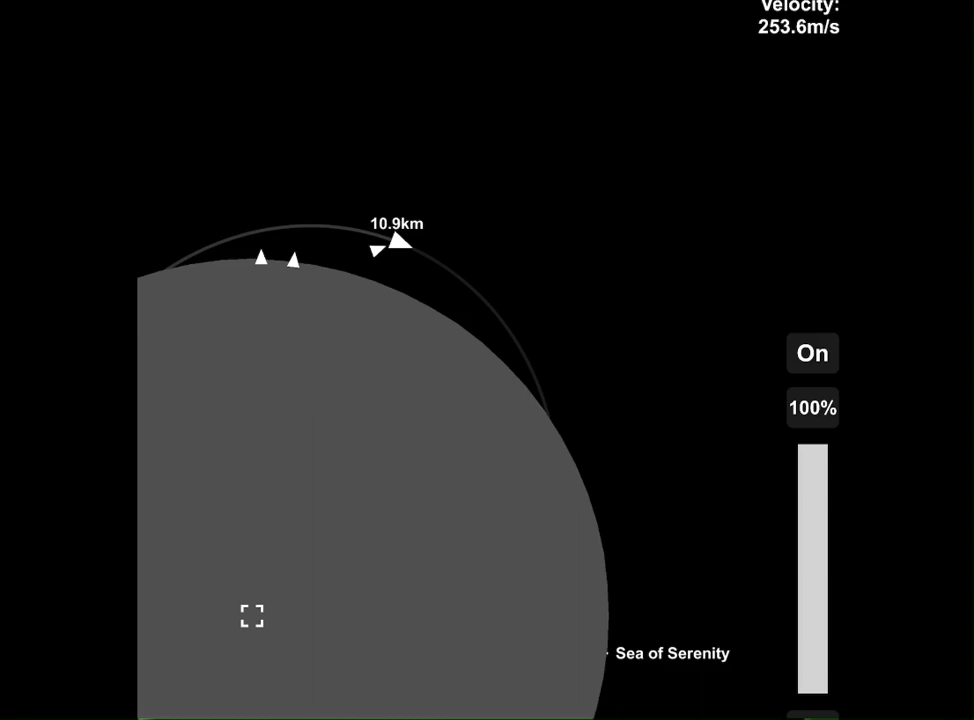 Velocity:
253.6m/s
10.9km
On
100%
Sea of Serenity